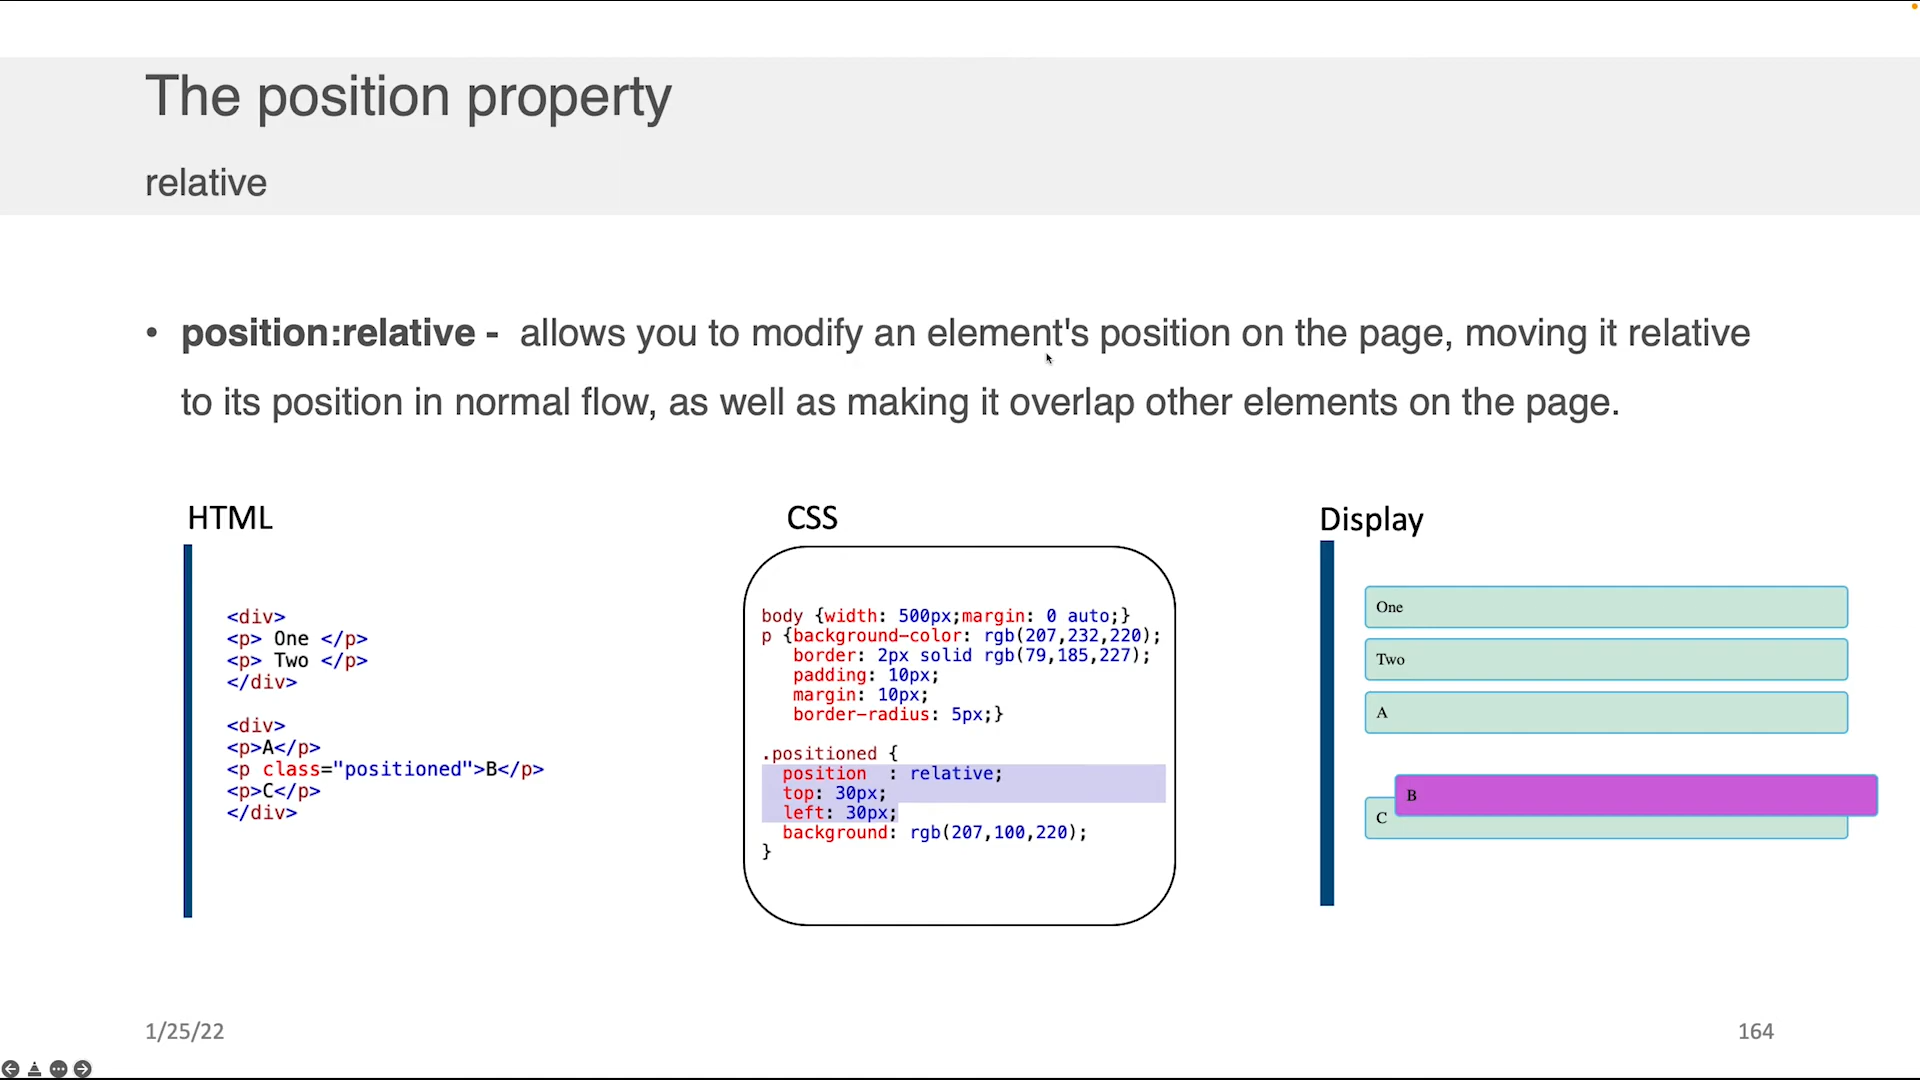 The position property
relative
• position:relative - allows you to modify an element's position on the page, moving it relative
to its position in normal flow, as well as making it overlap other elements on the page.
HTML
<div>
<p> One </p>
<p> Two </p>
</div>
<div>
<p>A</p>
<p class="positioned">B</p>
<p>C</p>
</div>
CSS
body {width: 500px;margin: 0 auto;}
p {background-color: rgb(207,232,220);
border: 2px solid rgb(79,185,227);
padding: 10px;
margin: 10px;
border-radius: 5px;}
.positioned {
position : relative;
top: 30px;
left: 30px;
background: rgb(207,100,220);
}
Display
One
Two
A
B
C
1/25/22
164